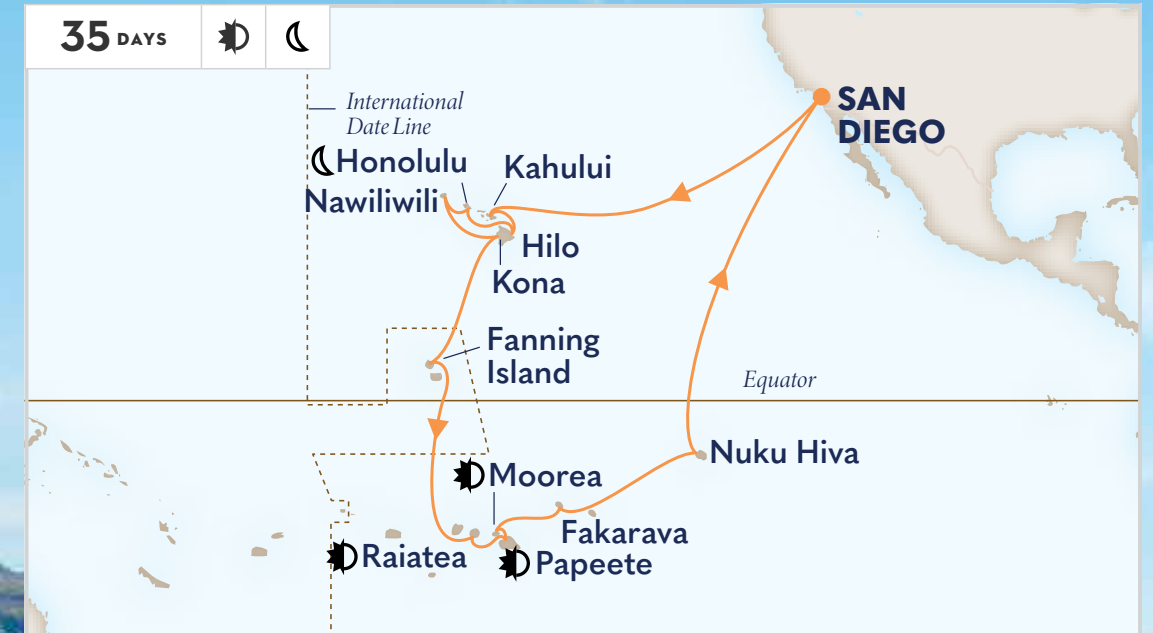 35 DAYS
International
Date Line
SAN
DIEGO
Honolulu
Kahului
Nawiliwili
Hilo
Kona
Fanning
Island
Equator
Nuku Hiva
Moorea
Fakarava
Raiatea
Papeete